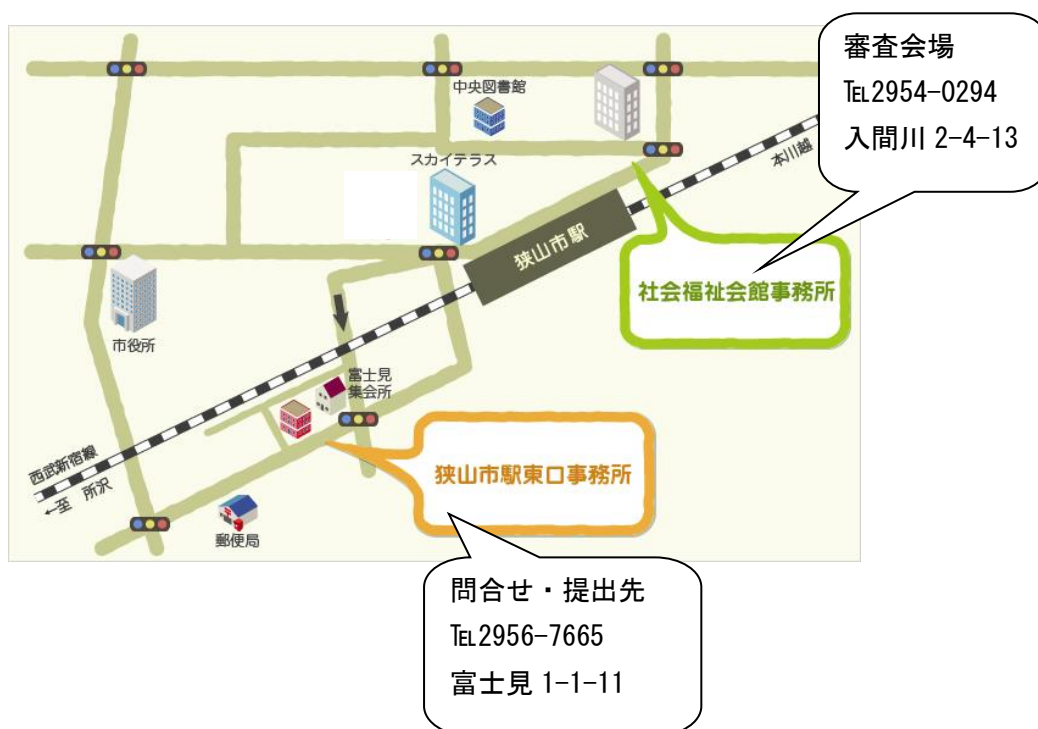 審査会場
℡2954-0294
入間川 2-4-13
中央図書館
スカイテラス
本川越
狭山市駅
社会福祉会館事務所
市役所
富士見
集会所
西武新宿線
←至 所沢
狭山市駅東口事務所
郵便局
問合せ・提出先
℡2956-7665
富士見 1-1-11